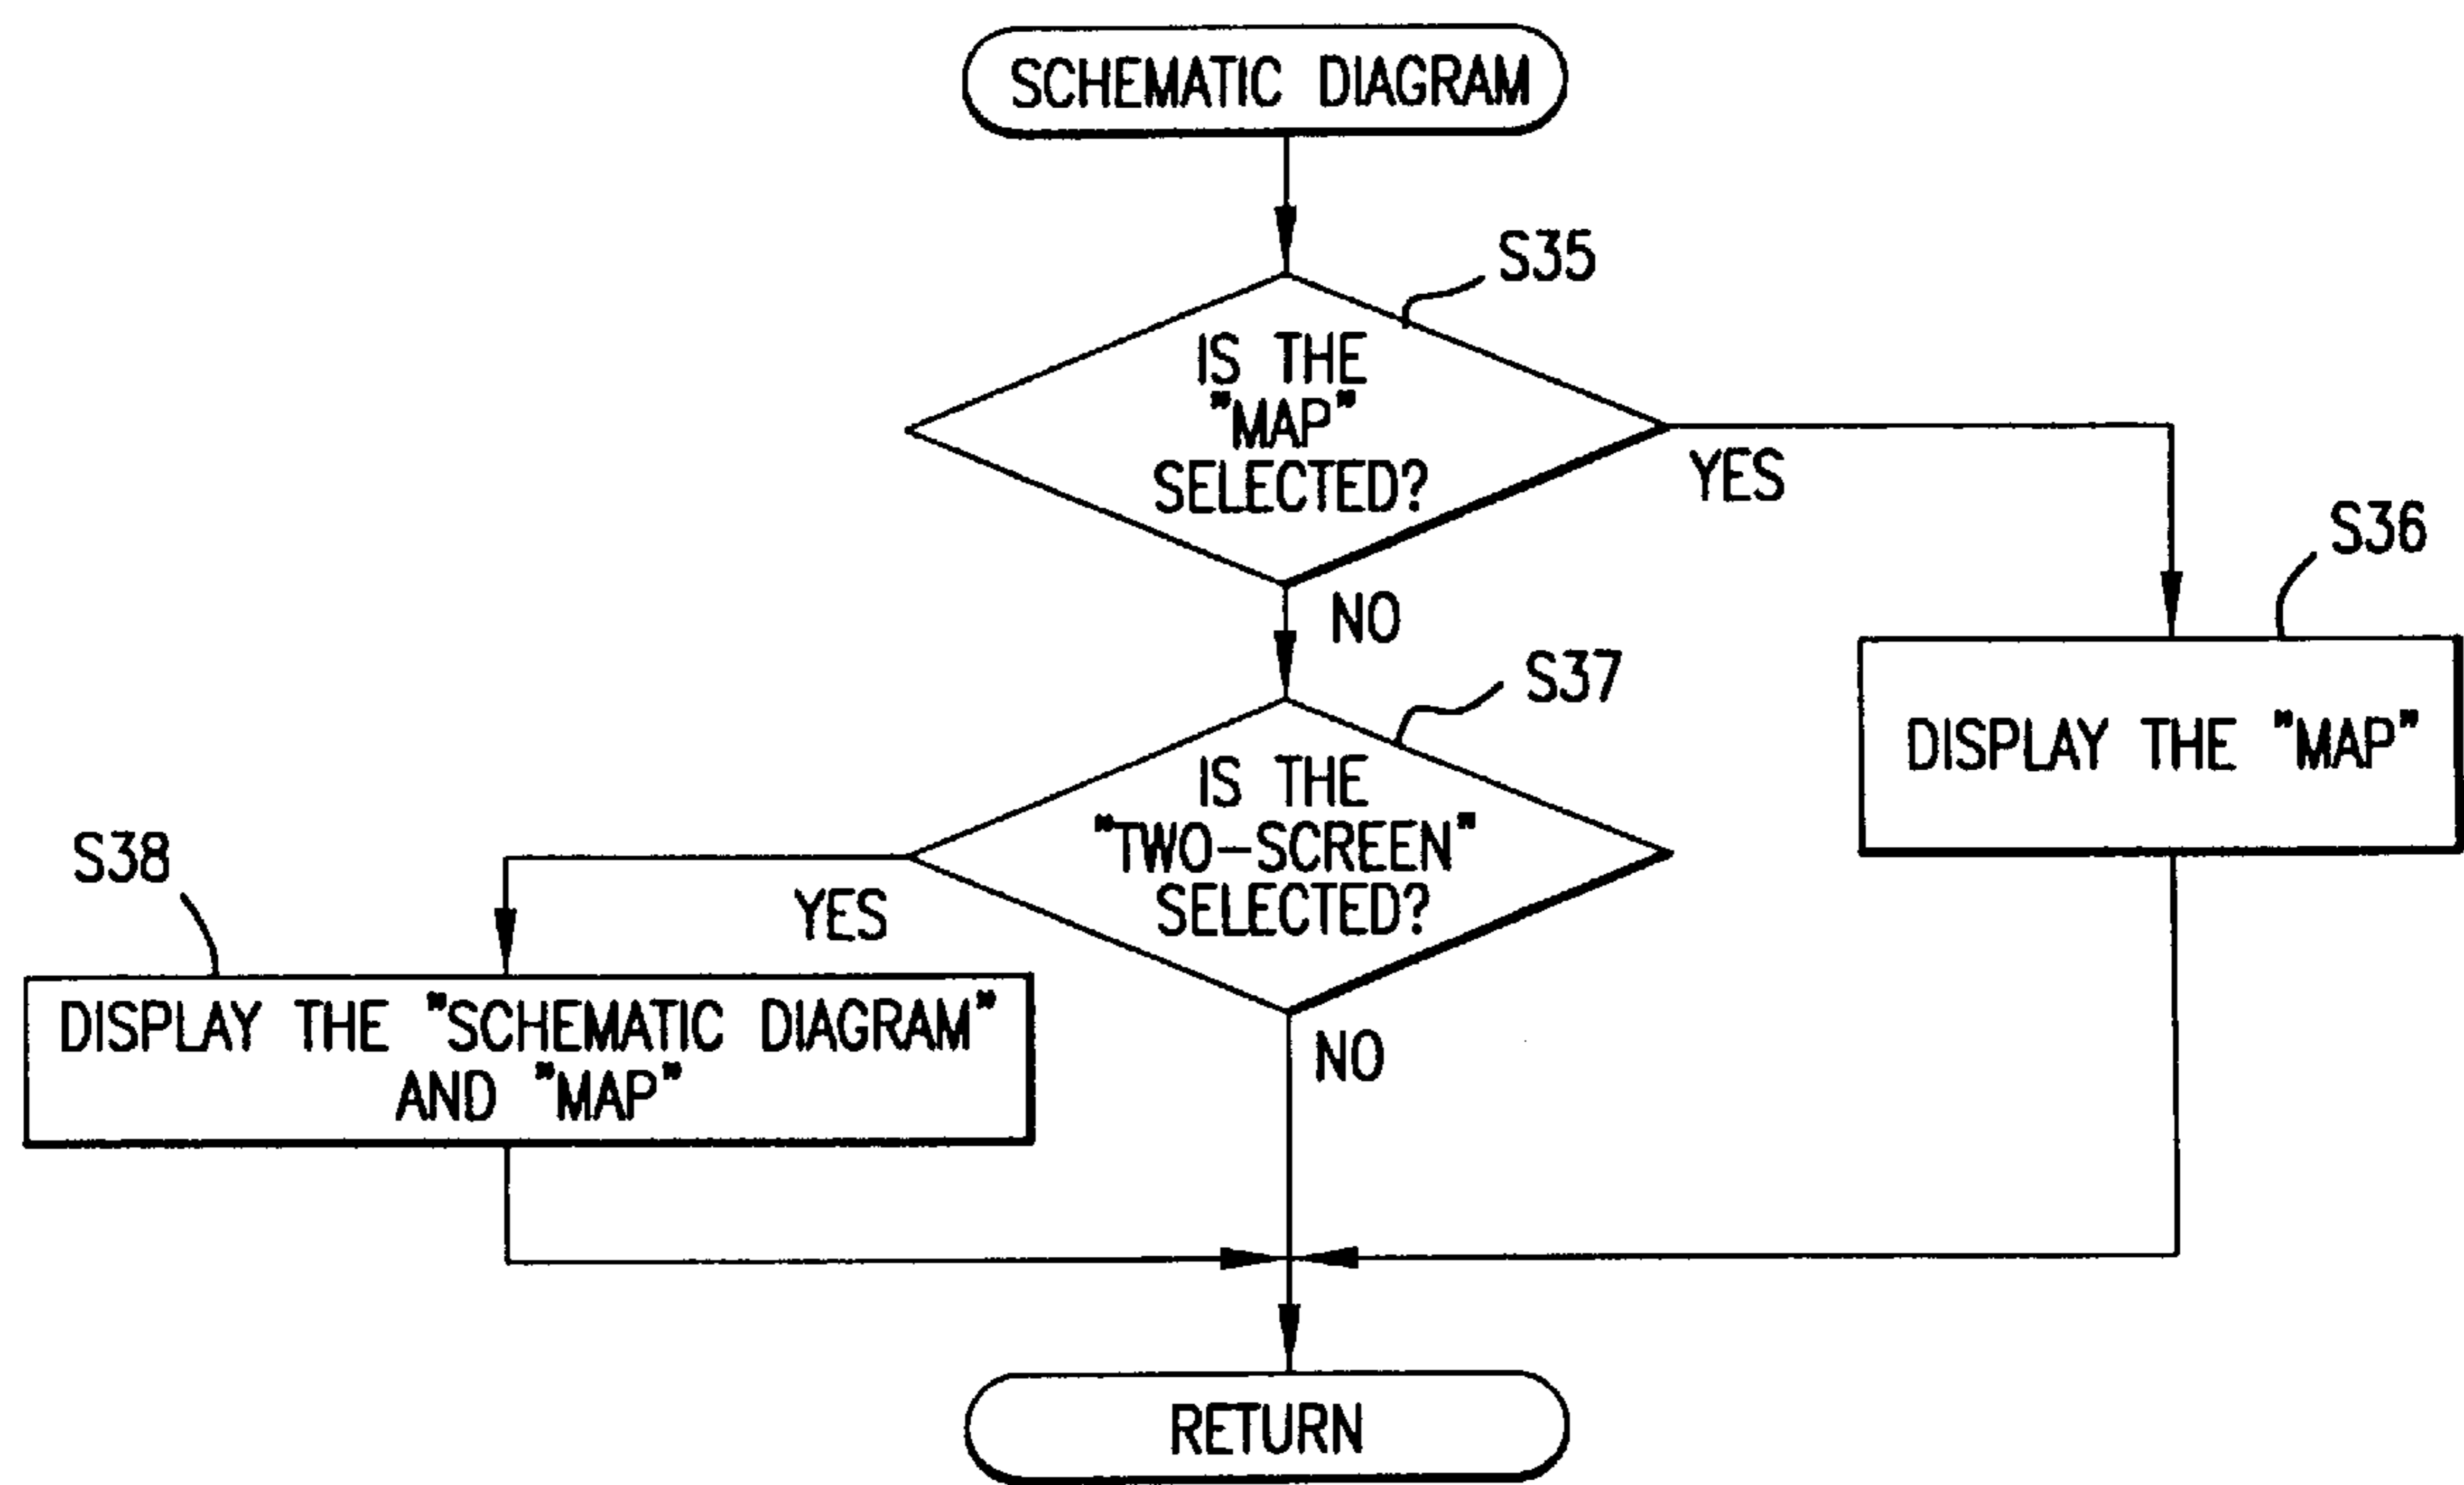 SCHEMATIC DIAGRAM
S35
IS THE
"MAP"
SELECTED?
YES
NO
S36
DISPLAY THE "MAP"
S37
IS THE
"TWO-SCREEN"
SELECTED?
YES
NO
S38
DISPLAY THE "SCHEMATIC DIAGRAM"
AND "MAP"
RETURN